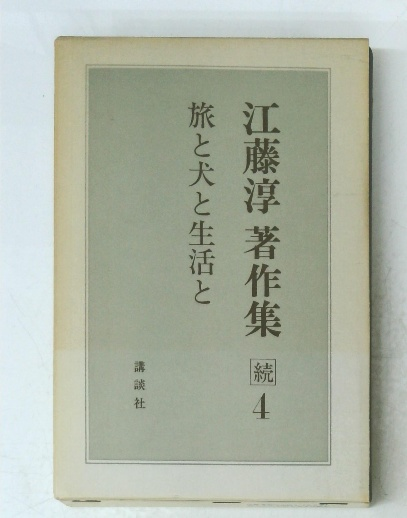 江藤淳著作集 続 4
旅と犬と生活と
講談社